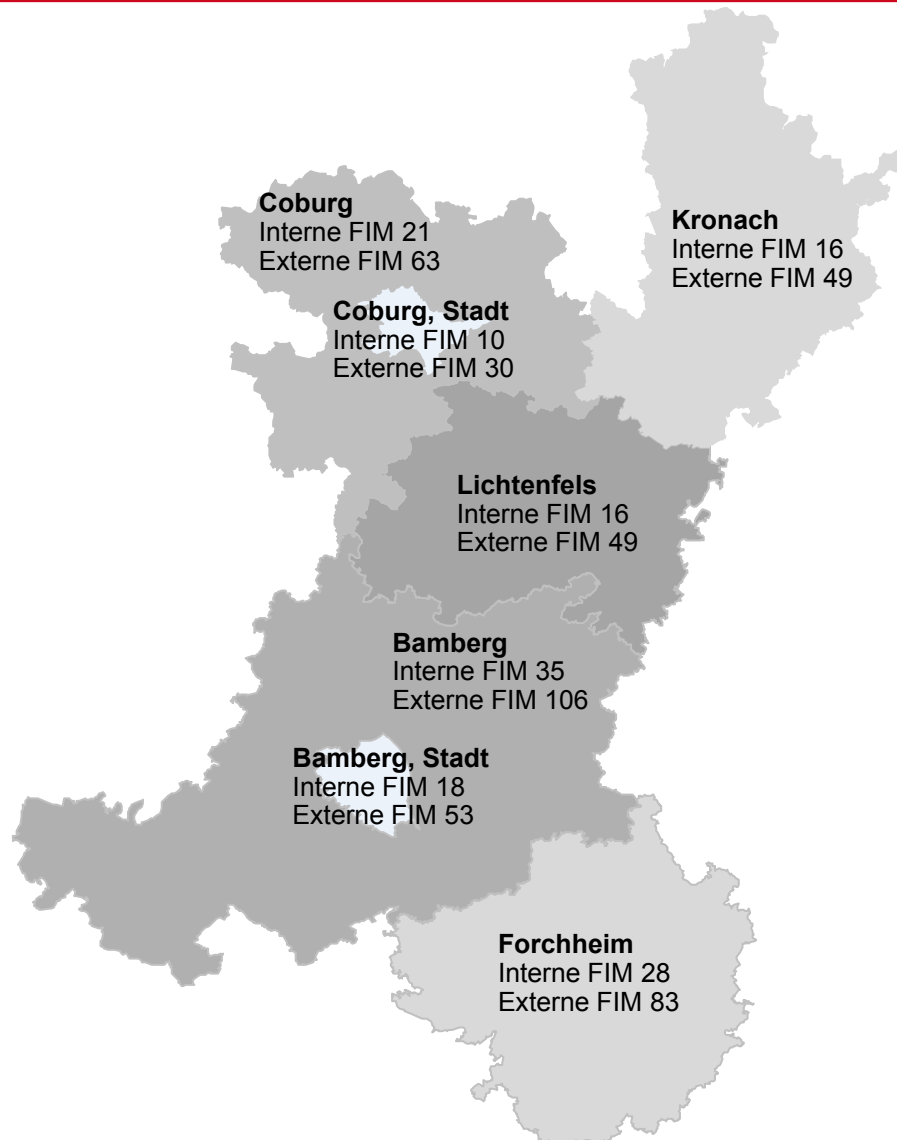 Coburg
Interne FIM 21
Externe FIM 63
Kronach
Interne FIM 16
Externe FIM 49
Coburg, Stadt
Interne FIM 10
Externe FIM 30
Lichtenfels
Interne FIM 16
Externe FIM 49
Bamberg
Interne FIM 35
Externe FIM 106
Bamberg, Stadt
Interne FIM 18
Externe FIM 53
Forchheim
Interne FIM 28
Externe FIM 83